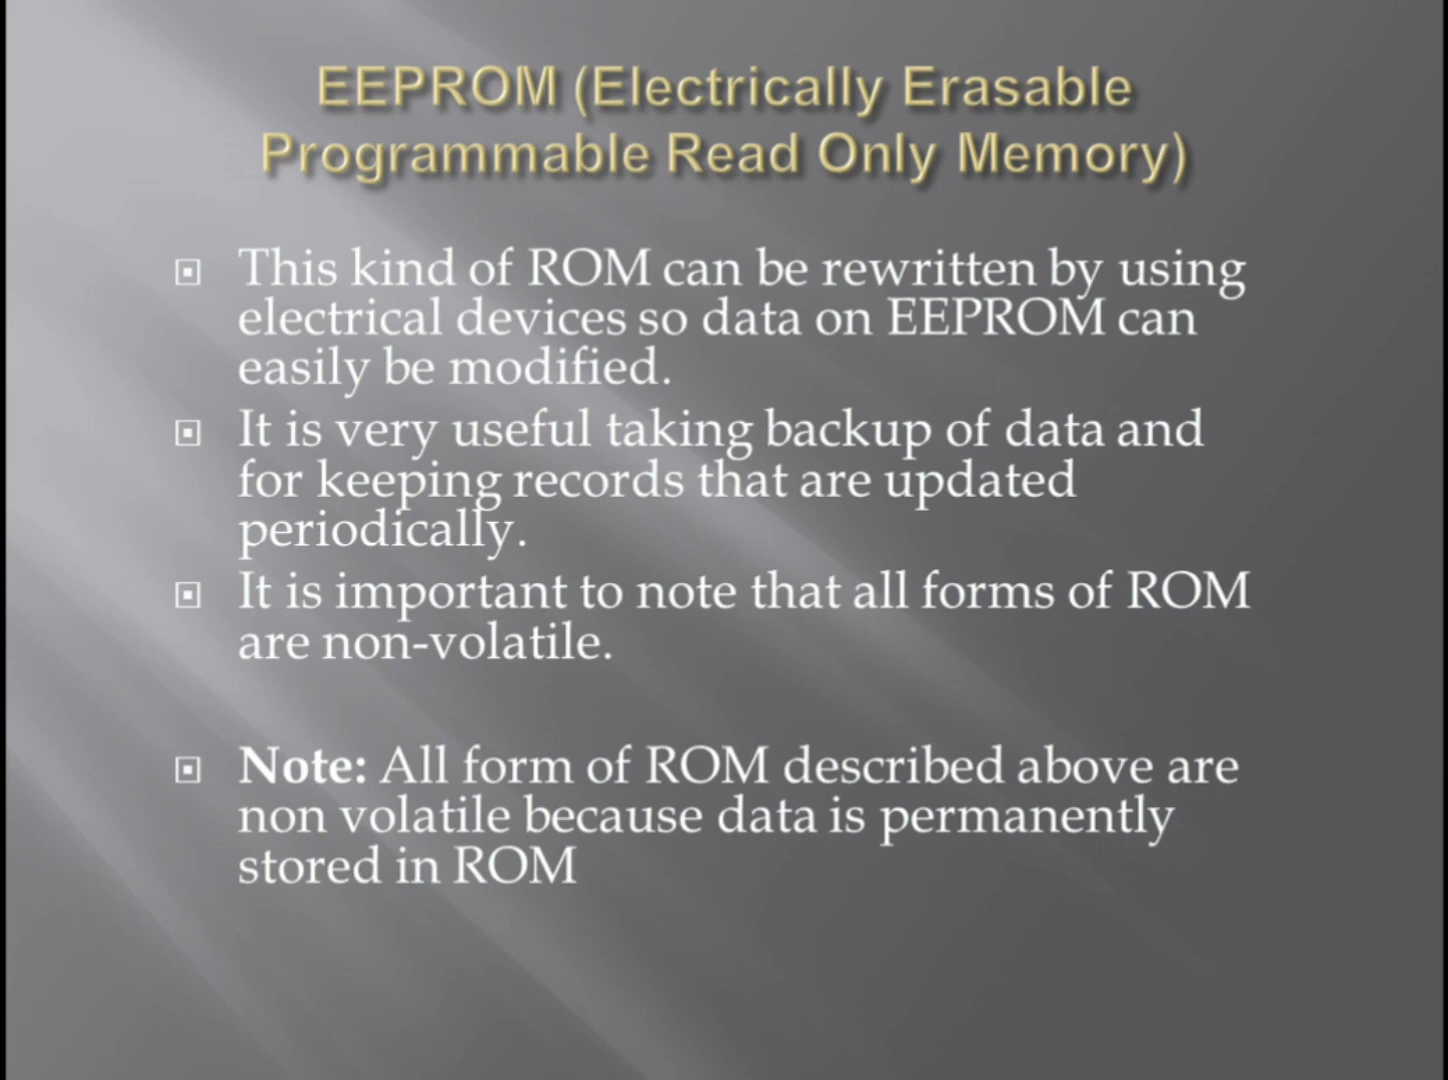 EEPROM (Electrically Erasable
Programmable Read Only Memory)
This kind of ROM can be rewritten by using
electrical devices so data on EEPROM can
easily be modified.
It is very useful taking backup of data and
for keeping records that are updated
periodically.
It is important to note that all forms of ROM
are non-volatile.
Note: All form of ROM described above are
non volatile because data is permanently
stored in ROM